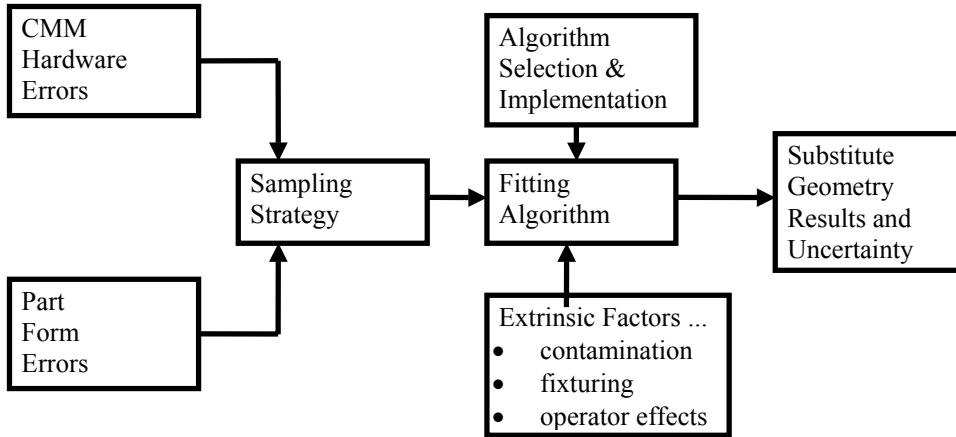 CMM
Hardware
Errors
Algorithm
Selection &
Implementation
Sampling
Strategy
Fitting
Algorithm
Substitute
Geometry
Results and
Uncertainty
Part
Form
Errors
Extrinsic Factors ...
• contamination
• fixturing
• operator effects